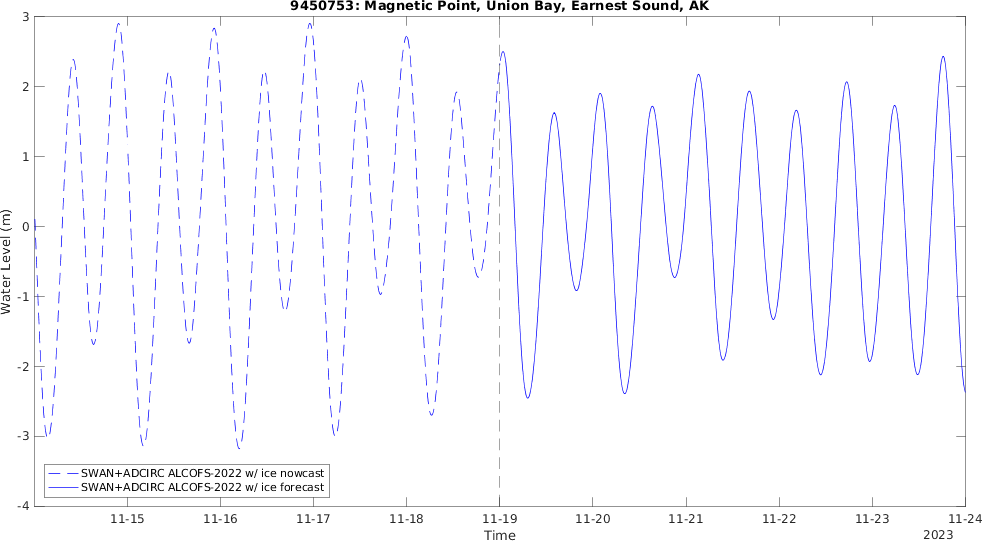 9450753: Magnetic Point, Union Bay, Earnest Sound, AK
3
2
1
0
-1
-2
-3
-4
Water Level (m)
SWAN+ADCIRC ALCOFS-2022 w/ ice nowcast
SWAN+ADCIRC ALCOFS-2022 w/ ice forecast
11-15 11-16 11-17 11-18 11-19 11-20 11-21 11-22 11-23 11-24
Time
2023